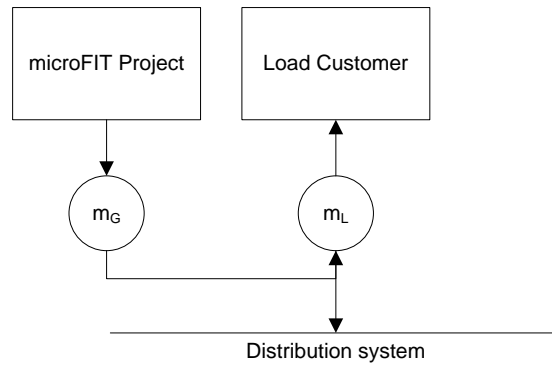 microFIT Project
Load Customer
mG
mL
Distribution system